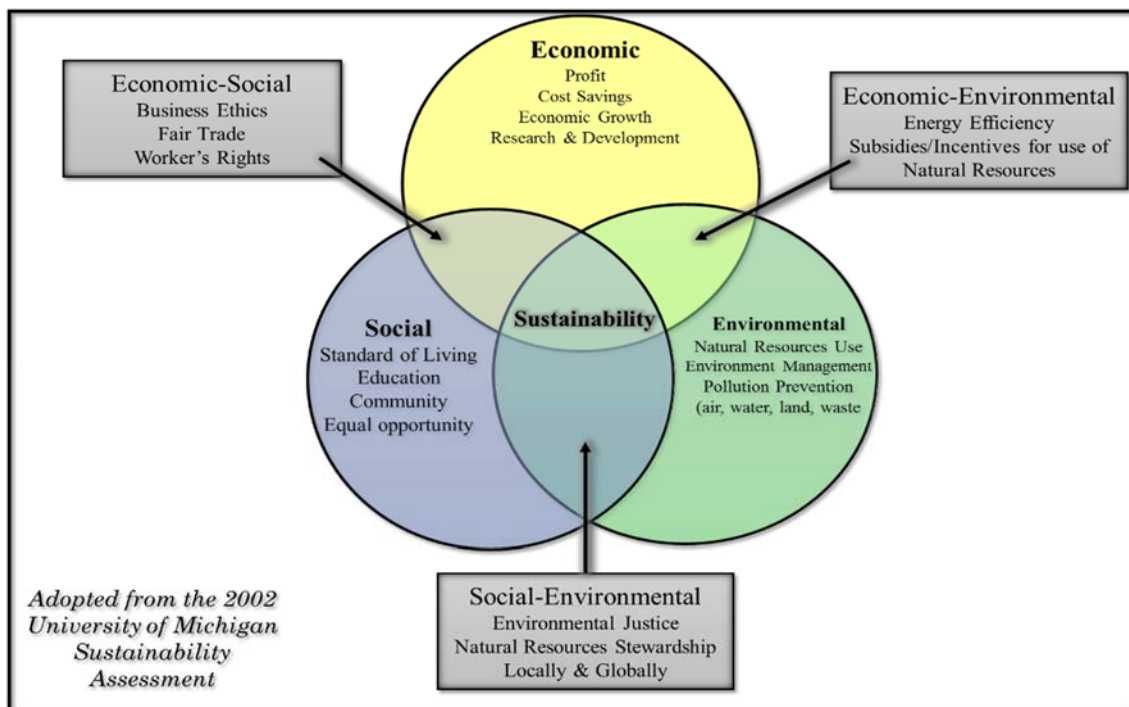 Economic
Profit
Cost Savings
Economic Growth
Research & Development
Economic-Social
Business Ethics
Fair Trade
Worker's Rights
Economic-Environmental
Energy Efficiency
Subsidies/Incentives for use of
Natural Resources
Sustainability
Social
Standard of Living
Education
Community
Equal opportunity
Environmental
Natural Resources Use
Environment Management
Pollution Prevention
(air, water, land, waste
Social-Environmental
Environmental Justice
Natural Resources Stewardship
Locally & Globally
Adopted from the 2002
University of Michigan
Sustainability
Assessment